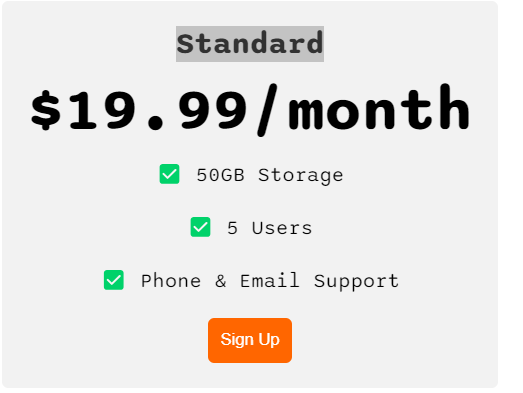 Standard
$19.99/month
50GB Storage
5 Users
Phone & Email Support
Sign Up